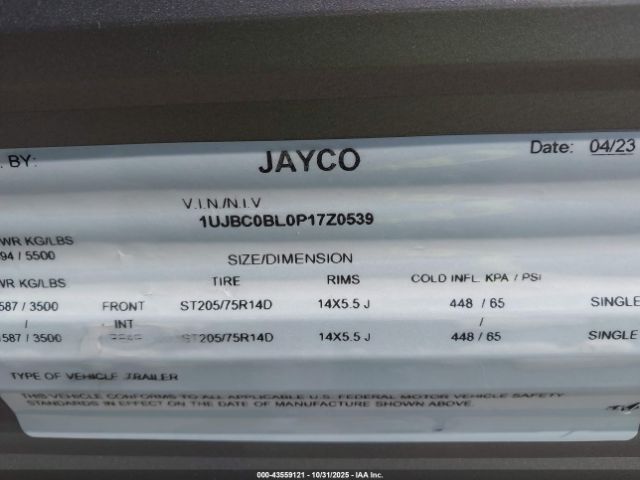 . BY: JAYCO Date: 04/23
V.I.N./N.I.V
1UJBC0BL0P17Z0539
WR KG/LBS
94 / 5500 SIZE/DIMENSION
WR KG/LBS TIRE RIMS COLD INFL. KPA / PSI
587 / 3500 FRONT ST205/75R14D 14X5.5 J 448 / 65 SINGLE
/ INT /
587 / 3500 ST205/75R14D 14X5.5 J 448 / 65 SINGLE
TYPE OF VEHICLE TRAILER
THIS VEHICLE CONFORMS TO ALL APPLICABLE U.S. FEDERAL MOTOR VEHICLE SAFETY
STANDARDS IN EFFECT ON THE DATE OF MANUFACTURE SHOWN ABOVE.
000-43559121 - 10/31/2025 - IAA Inc.